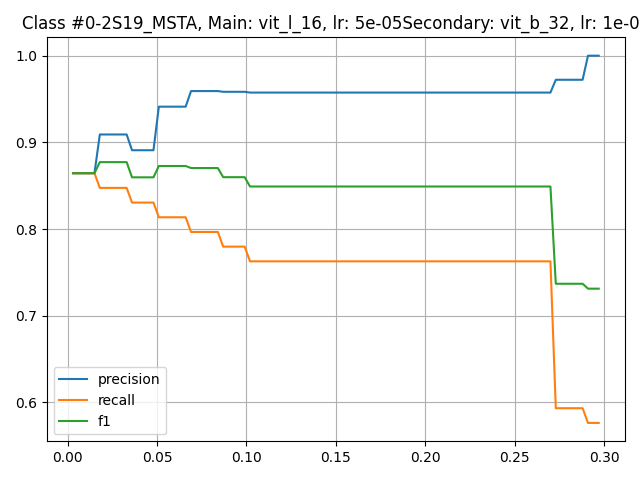 Class #0-2S19_MSTA, Main: vit_l_16, lr: 5e-05Secondary: vit_b_32, lr: 1e-0
1.0
0.9
0.8
0.7
0.6
precision
recall
f1
0.00 0.05 0.10 0.15 0.20 0.25 0.30